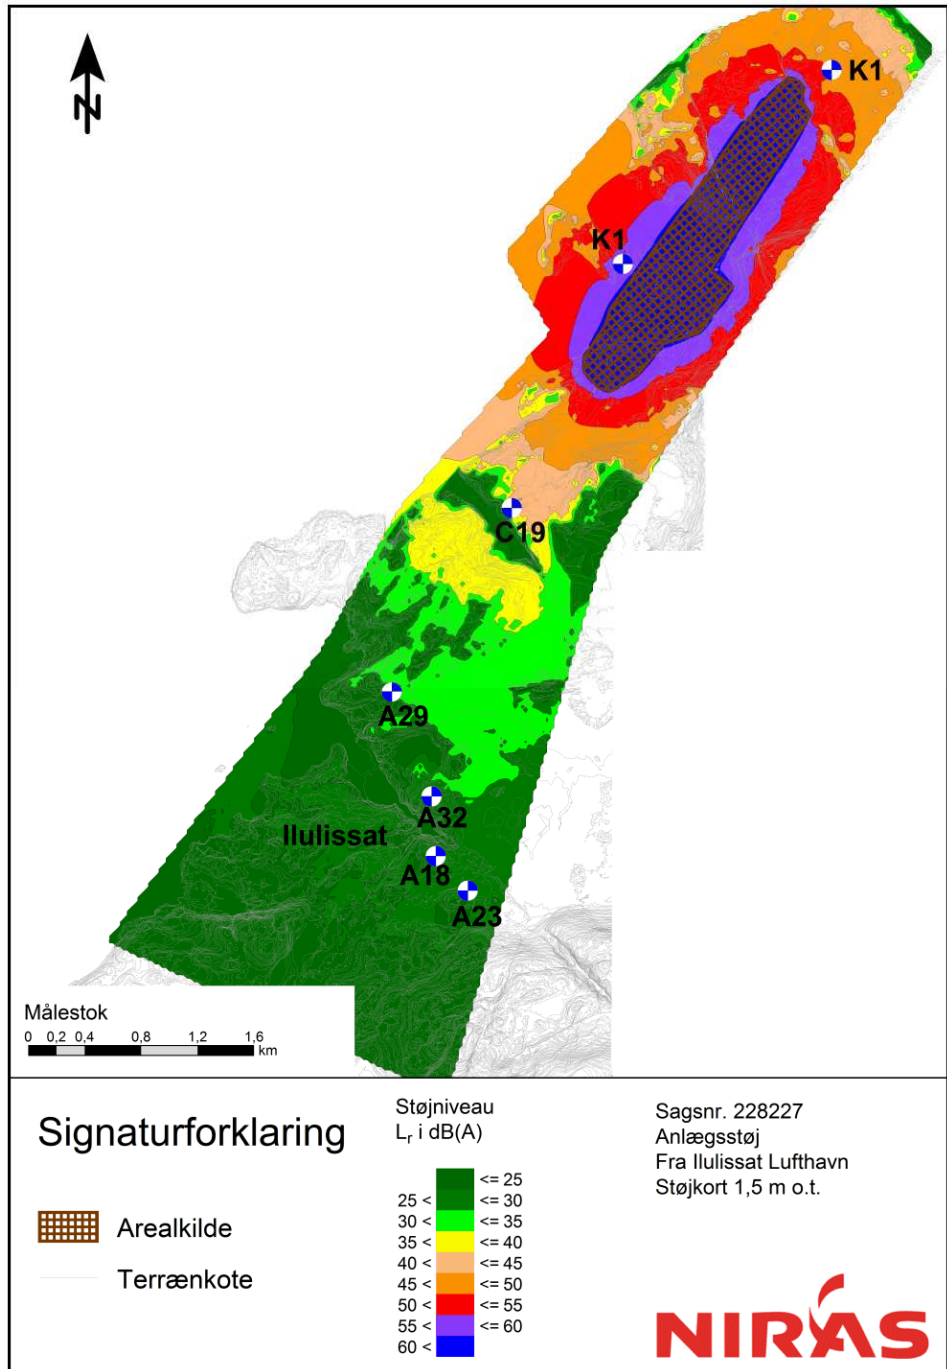 N
K1
K1
C19
A29
A32
Ilulissat
A18
A23
Målestok
0 0,2 0,4 0,8 1,2 1,6
km
Signaturforklaring
Arealkilde
Terrænkote
Støjniveau
Lr i dB(A)
<= 25
25 < <= 30
30 < <= 35
35 < <= 40
40 < <= 45
45 < <= 50
50 < <= 55
55 < <= 60
60 <
Sagsnr. 228227
Anlægsstøj
Fra Ilulissat Lufthavn
Støjkort 1,5 m o.t.
NIRÁS